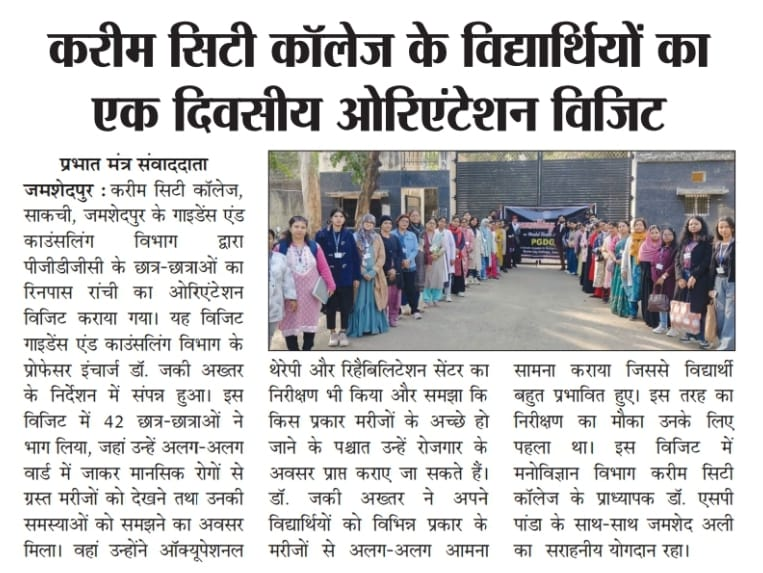 करीम सिटी कॉलेज के विद्यार्थियों का
एक दिवसीय ओरिएंटेशन विजिट
प्रभात मंत्र संवाददाता
जमशेदपुर : करीम सिटी कॉलेज,
साकची, जमशेदपुर के गाइडेंस एंड
काउंसलिंग विभाग द्वारा
पीजीडीजीसी के छात्र-छात्राओं का
रिनपास रांची का ओरिएंटेशन
विजिट कराया गया। यह विजिट
गाइडेंस एंड काउंसलिंग विभाग के
प्रोफेसर इंचार्ज डॉ. जकी अख्तर
के निर्देशन में संपन्न हुआ। इस
विजिट में 42 छात्र-छात्राओं ने
भाग लिया, जहां उन्हें अलग-अलग
वार्ड में जाकर मानसिक रोगों से
ग्रस्त मरीजों को देखने तथा उनकी
समस्याओं को समझने का अवसर
मिला। वहां उन्होंने ऑक्यूपेशनल
PGDG
थेरेपी और रिहैबिलिटेशन सेंटर का
निरीक्षण भी किया और समझा कि
किस प्रकार मरीजों के अच्छे हो
जाने के पश्चात उन्हें रोजगार के
अवसर प्राप्त कराए जा सकते हैं।
डॉ. जकी अख्तर ने अपने
विद्यार्थियों को विभिन्न प्रकार के
मरीजों से अलग-अलग आमना
सामना कराया जिससे विद्यार्थी
बहुत प्रभावित हुए। इस तरह का
निरीक्षण का मौका उनके लिए
पहला था। इस विजिट में
मनोविज्ञान विभाग करीम सिटी
कॉलेज के प्राध्यापक डॉ. एसपी
पांडा के साथ-साथ जमशेद अली
का सराहनीय योगदान रहा।